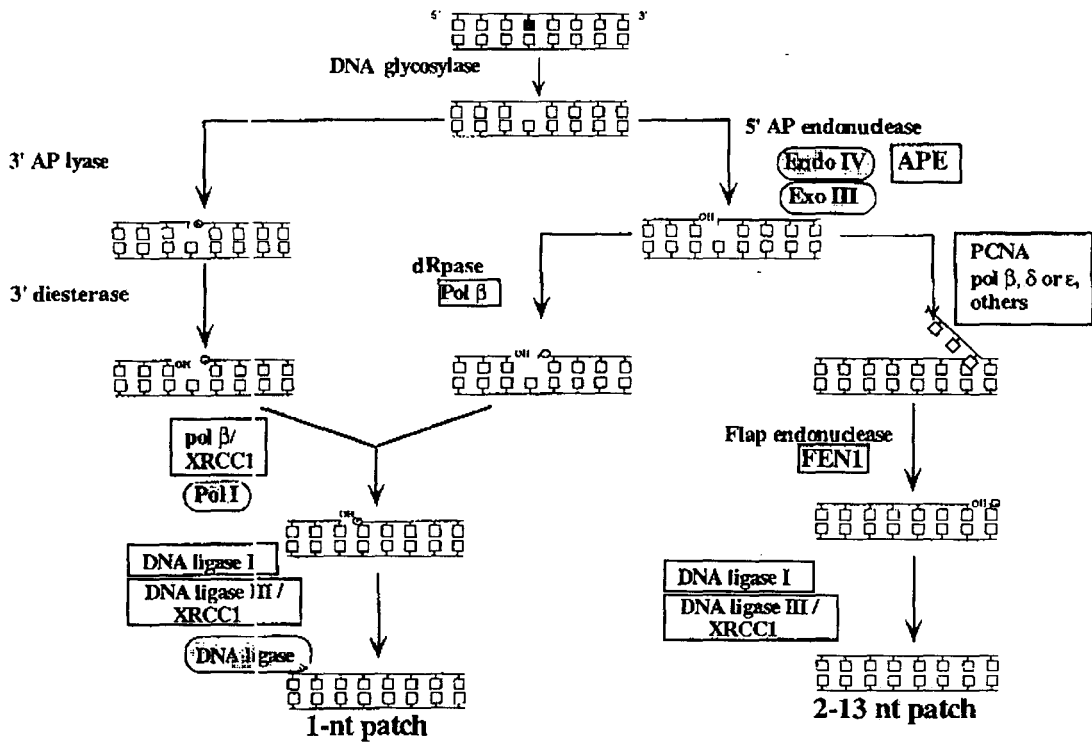 5' 3'
DNA glycosylase
5' AP endonuclease
Endo IV APE
Exo III
3' AP lyase
OH
dRpase
Pol β
PCNA
pol β, δ or ε,
others
3' diesterase
OH
OH
pol β/
XRCC1
Pol I
Flap endonuclease
FEN1
OH
OH
DNA ligase I
DNA ligase III /
XRCC1
DNA ligase
DNA ligase I
DNA ligase III /
XRCC1
1-nt patch
2-13 nt patch